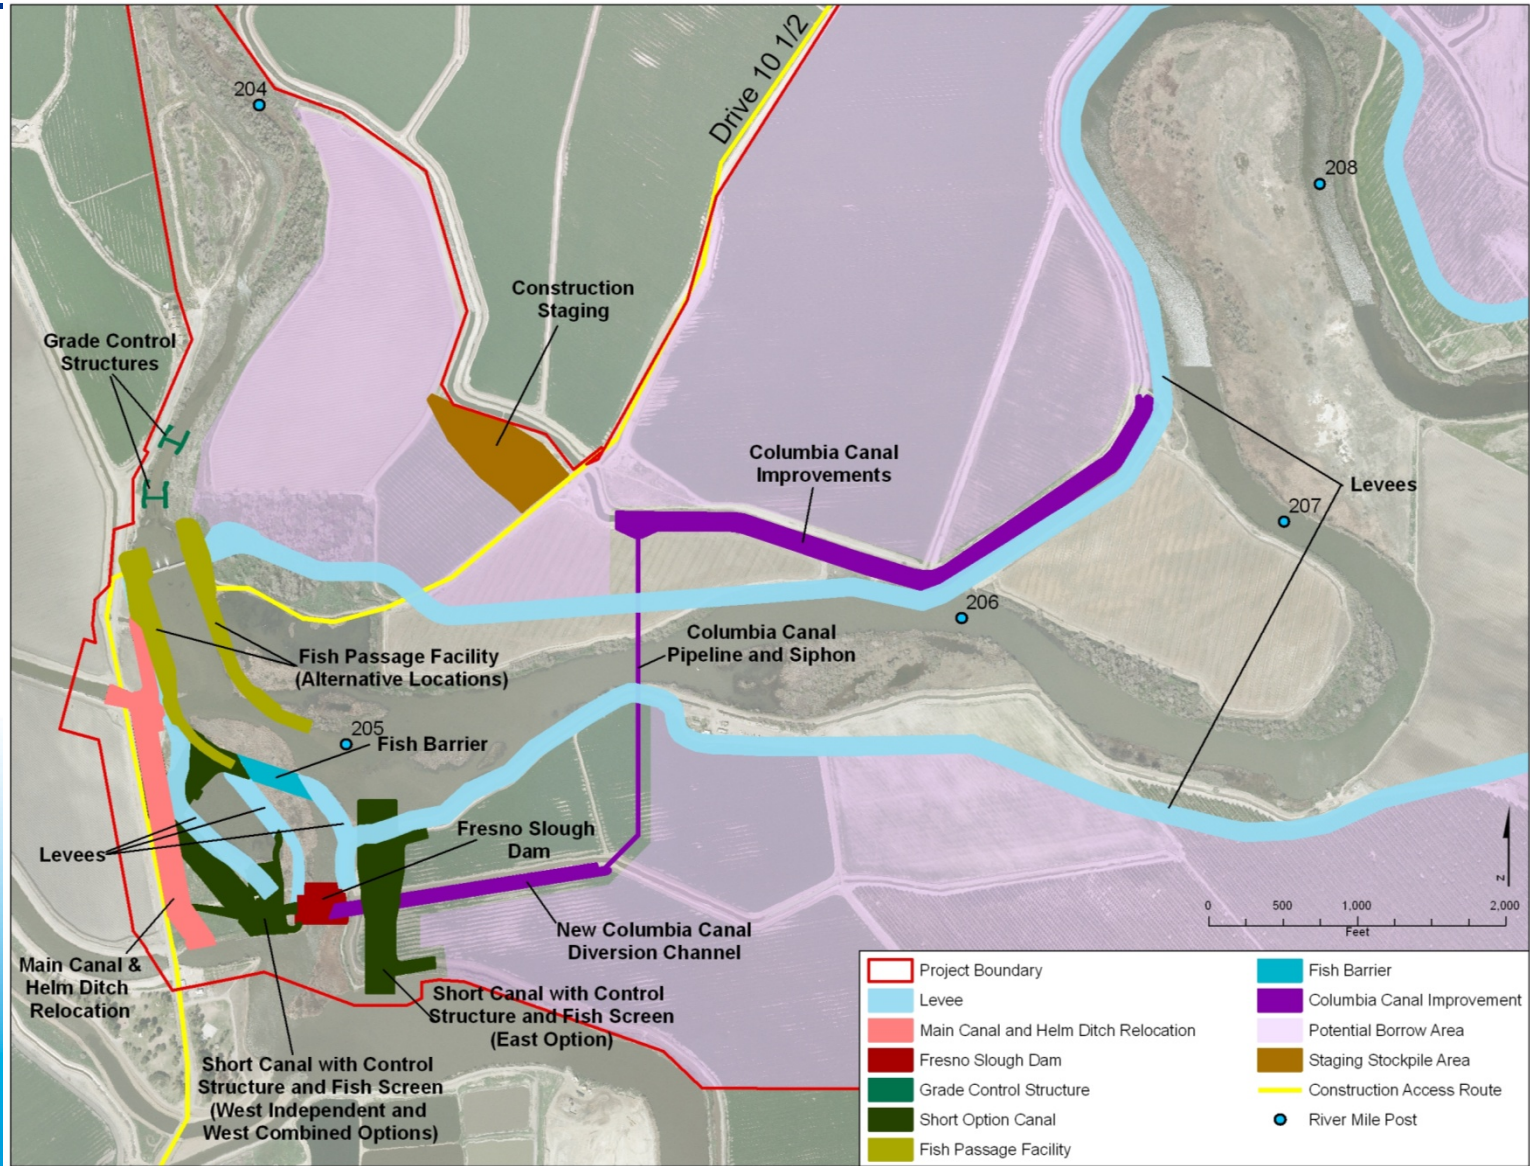 Drive 10 1/2
204
208
Construction
Staging
Grade Control
Structures
Columbia Canal
Improvements
Levees
207
206
Columbia Canal
Pipeline and Siphon
Fish Passage Facility
(Alternative Locations)
205
Fish Barrier
Fresno Slough
Dam
Levees
New Columbia Canal
Diversion Channel
Main Canal &
Helm Ditch
Relocation
Short Canal with Control
Structure and Fish Screen
(East Option)
Short Canal with Control
Structure and Fish Screen
(West Independent and
West Combined Options)
N
0 500 1,000 2,000
Feet
Project Boundary
Levee
Main Canal and Helm Ditch Relocation
Fresno Slough Dam
Grade Control Structure
Short Option Canal
Fish Passage Facility
Fish Barrier
Columbia Canal Improvement
Potential Borrow Area
Staging Stockpile Area
Construction Access Route
River Mile Post